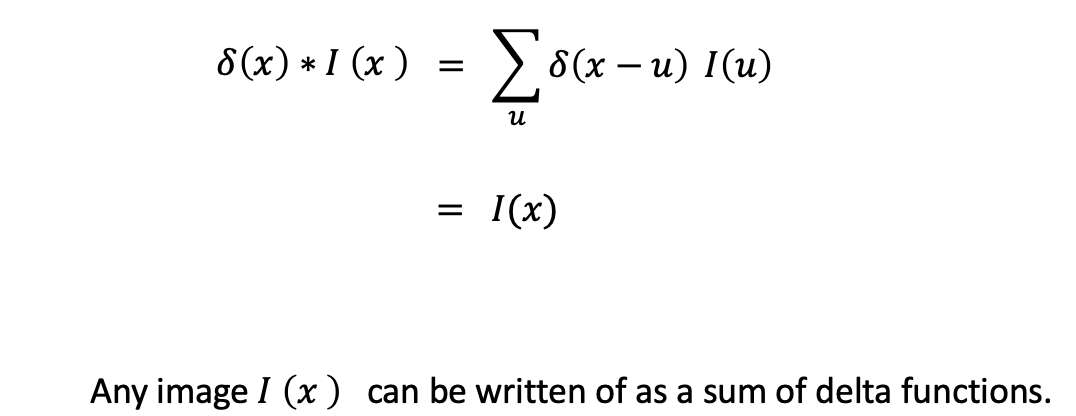 δ(x) * I (x ) = ∑ δ(x − u) I(u)
u
= I(x)
Any image I (x ) can be written of as a sum of delta functions.